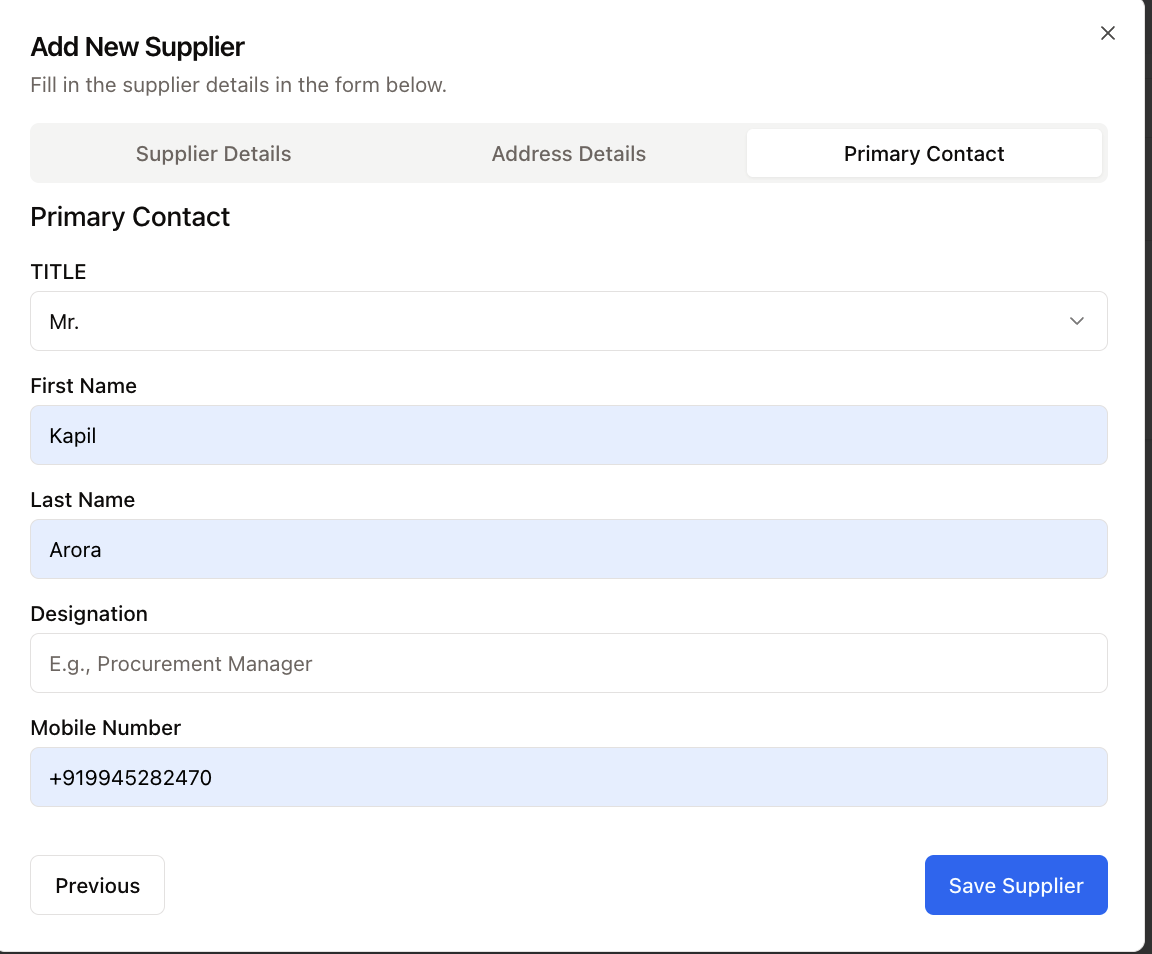 Add New Supplier
Fill in the supplier details in the form below.
Supplier Details Address Details Primary Contact
Primary Contact
TITLE
Mr.
First Name
Kapil
Last Name
Arora
Designation
E.g., Procurement Manager
Mobile Number
+919945282470
Previous Save Supplier